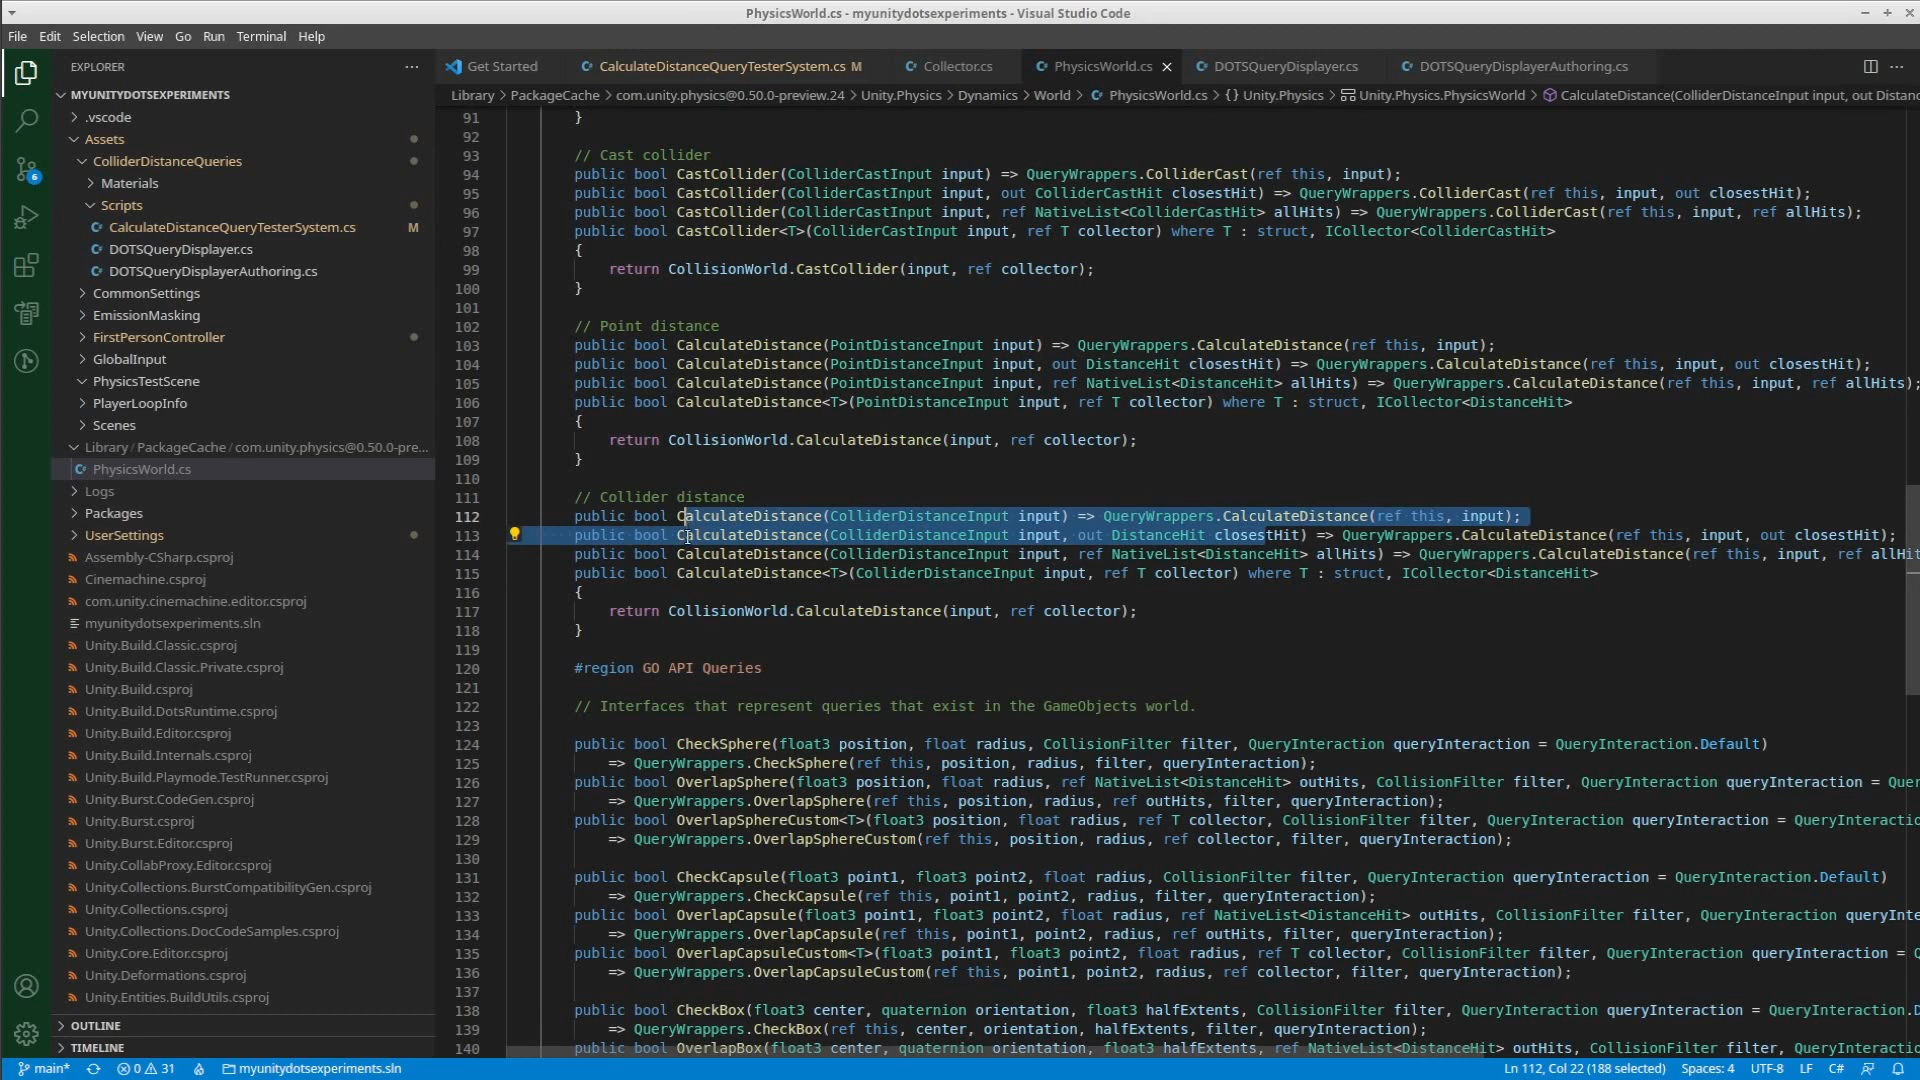 PhysicsWorld.cs - myunitydotsexperiments - Visual Studio Code
File Edit Selection View Go Run Terminal Help
EXPLORER
Get Started
CalculateDistanceQueryTesterSystem.cs M
Collector.cs
PhysicsWorld.cs
DOTSQueryDisplayer.cs
DOTSQueryDisplayerAuthoring.cs
Library > PackageCache > com.unity.physics@0.50.0-preview.24 > Unity.Physics > Dynamics > World > PhysicsWorld.cs > {} Unity.Physics > Unity.Physics.PhysicsWorld > CalculateDistance(ColliderDistanceInput input, out Distanc
MYUNITYDOTSEXPERIMENTS
.vscode
Assets
ColliderDistanceQueries
Materials
Scripts
CalculateDistanceQueryTesterSystem.cs M
DOTSQueryDisplayer.cs
DOTSQueryDisplayerAuthoring.cs
CommonSettings
EmissionMasking
FirstPersonController
GlobalInput
PhysicsTestScene
PlayerLoopInfo
Scenes
Library / PackageCache / com.unity.physics@0.50.0-pre...
PhysicsWorld.cs
Logs
Packages
UserSettings
Assembly-CSharp.csproj
Cinemachine.csproj
com.unity.cinemachine.editor.csproj
myunitydotsexperiments.sln
Unity.Build.Classic.csproj
Unity.Build.Classic.Private.csproj
Unity.Build.csproj
Unity.Build.DotsRuntime.csproj
Unity.Build.Editor.csproj
Unity.Build.Internals.csproj
Unity.Build.Playmode.TestRunner.csproj
Unity.Burst.CodeGen.csproj
Unity.Burst.csproj
Unity.Burst.Editor.csproj
Unity.CollabProxy.Editor.csproj
Unity.Collections.BurstCompatibilityGen.csproj
Unity.Collections.csproj
Unity.Collections.DocCodeSamples.csproj
Unity.Core.Editor.csproj
Unity.Deformations.csproj
Unity.Entities.BuildUtils.csproj
OUTLINE
TIMELINE
6
91 }
92
93 // Cast collider
94 public bool CastCollider(ColliderCastInput input) => QueryWrappers.ColliderCast(ref this, input);
95 public bool CastCollider(ColliderCastInput input, out ColliderCastHit closestHit) => QueryWrappers.ColliderCast(ref this, input, out closestHit);
96 public bool CastCollider(ColliderCastInput input, ref NativeList<ColliderCastHit> allHits) => QueryWrappers.ColliderCast(ref this, input, ref allHits);
97 public bool CastCollider<T>(ColliderCastInput input, ref T collector) where T : struct, ICollector<ColliderCastHit>
98 {
99 return CollisionWorld.CastCollider(input, ref collector);
100 }
101
102 // Point distance
103 public bool CalculateDistance(PointDistanceInput input) => QueryWrappers.CalculateDistance(ref this, input);
104 public bool CalculateDistance(PointDistanceInput input, out DistanceHit closestHit) => QueryWrappers.CalculateDistance(ref this, input, out closestHit);
105 public bool CalculateDistance(PointDistanceInput input, ref NativeList<DistanceHit> allHits) => QueryWrappers.CalculateDistance(ref this, input, ref allHits);
106 public bool CalculateDistance<T>(PointDistanceInput input, ref T collector) where T : struct, ICollector<DistanceHit>
107 {
108 return CollisionWorld.CalculateDistance(input, ref collector);
109 }
110
111 // Collider distance
112 public bool CalculateDistance(ColliderDistanceInput input) => QueryWrappers.CalculateDistance(ref this, input);
113 public bool CalculateDistance(ColliderDistanceInput input, out DistanceHit closestHit) => QueryWrappers.CalculateDistance(ref this, input, out closestHit);
114 public bool CalculateDistance(ColliderDistanceInput input, ref NativeList<DistanceHit> allHits) => QueryWrappers.CalculateDistance(ref this, input, ref allHit
115 public bool CalculateDistance<T>(ColliderDistanceInput input, ref T collector) where T : struct, ICollector<DistanceHit>
116 {
117 return CollisionWorld.CalculateDistance(input, ref collector);
118 }
119
120 #region GO API Queries
121
122 // Interfaces that represent queries that exist in the GameObjects world.
123
124 public bool CheckSphere(float3 position, float radius, CollisionFilter filter, QueryInteraction queryInteraction = QueryInteraction.Default)
125 => QueryWrappers.CheckSphere(ref this, position, radius, filter, queryInteraction);
126 public bool OverlapSphere(float3 position, float radius, ref NativeList<DistanceHit> outHits, CollisionFilter filter, QueryInteraction queryInteraction = Que
127 => QueryWrappers.OverlapSphere(ref this, position, radius, ref outHits, filter, queryInteraction);
128 public bool OverlapSphereCustom<T>(float3 position, float radius, ref T collector, CollisionFilter filter, QueryInteraction queryInteraction = QueryInteractio
129 => QueryWrappers.OverlapSphereCustom(ref this, position, radius, ref collector, filter, queryInteraction);
130
131 public bool CheckCapsule(float3 point1, float3 point2, float radius, CollisionFilter filter, QueryInteraction queryInteraction = QueryInteraction.Default)
132 => QueryWrappers.CheckCapsule(ref this, point1, point2, radius, filter, queryInteraction);
133 public bool OverlapCapsule(float3 point1, float3 point2, float radius, ref NativeList<DistanceHit> outHits, CollisionFilter filter, QueryInteraction queryInte
134 => QueryWrappers.OverlapCapsule(ref this, point1, point2, radius, ref outHits, filter, queryInteraction);
135 public bool OverlapCapsuleCustom<T>(float3 point1, float3 point2, float radius, ref T collector, CollisionFilter filter, QueryInteraction queryInteraction = Q
136 => QueryWrappers.OverlapCapsuleCustom(ref this, point1, point2, radius, ref collector, filter, queryInteraction);
137
138 public bool CheckBox(float3 center, quaternion orientation, float3 halfExtents, CollisionFilter filter, QueryInteraction queryInteraction = QueryInteraction.D
139 => QueryWrappers.CheckBox(ref this, center, orientation, halfExtents, filter, queryInteraction);
140 public bool OverlapBox(float3 center, quaternion orientation, float3 halfExtents, ref NativeList<DistanceHit> outHits, CollisionFilter filter, QueryInteractio
main* 0 31 myunitydotsexperiments.sln
Ln 112, Col 22 (188 selected) Spaces: 4 UTF-8 LF C#